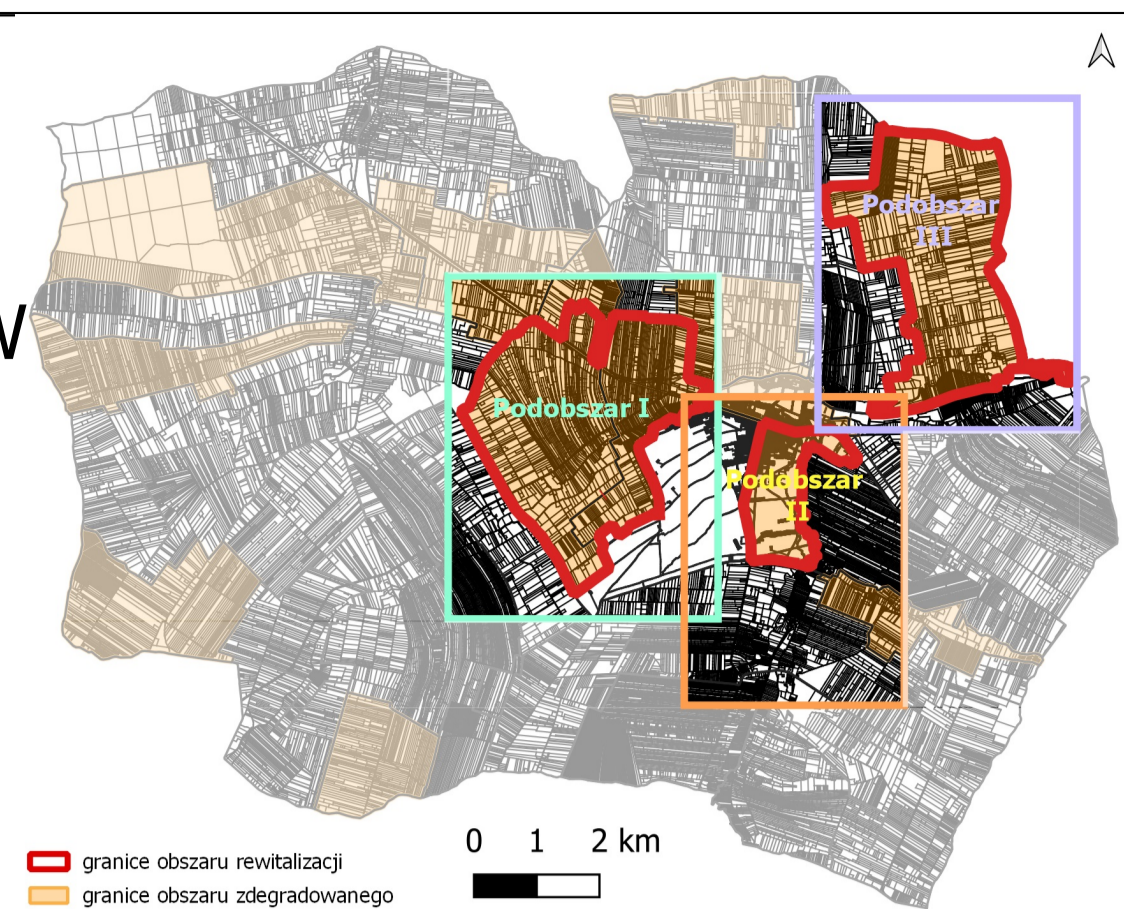 W
Podobszar
III
Podobszar I
Podobszar
II
0 1 2 km
granice obszaru rewitalizacji
granice obszaru zdegradowanego